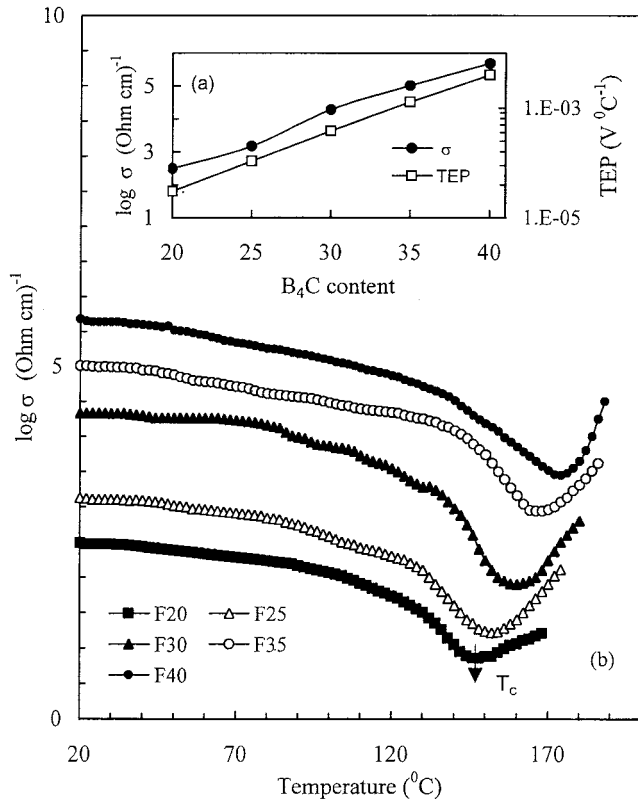 10
(a)
5
3
1
log σ (Ohm cm)⁻¹
1.E-03
1.E-05
TEP (V ⁰C⁻¹)
σ
TEP
20 25 30 35 40
B₄C content
log σ (Ohm cm)⁻¹
5
F20 F25
F30 F35
F40
T_c
(b)
0
20 70 120 170
Temperature (⁰C)